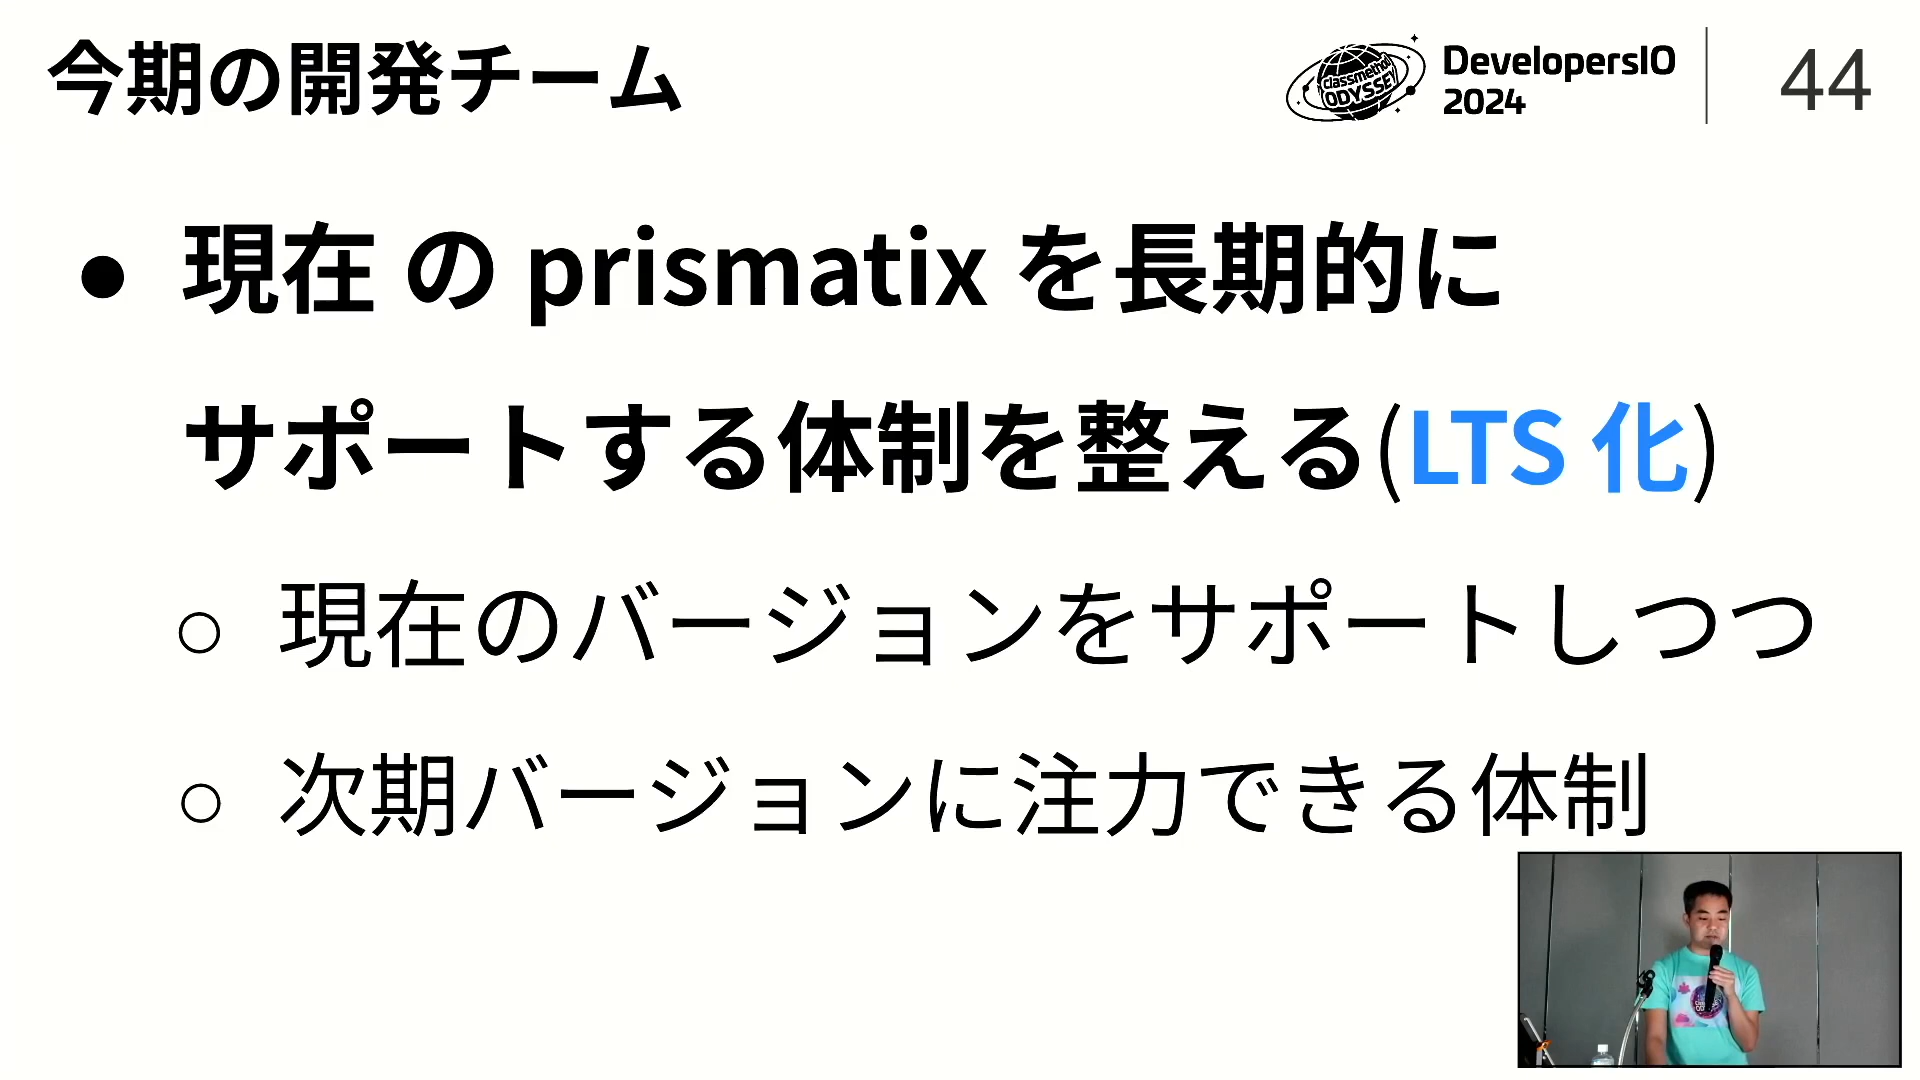 今期の開発チーム
classmethod
ODYSSEY
DevelopersIO
2024
44
● 現在 の prismatix を長期的に
サポートする体制を整える(LTS 化)
○ 現在のバージョンをサポートしつつ
○ 次期バージョンに注力できる体制